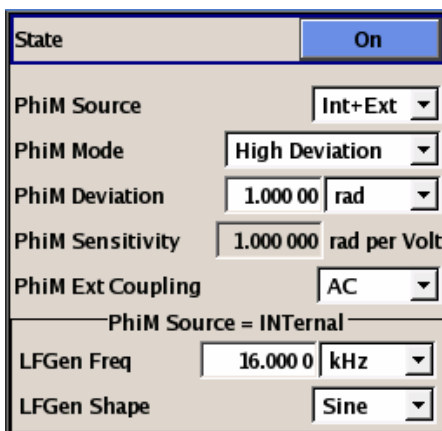 State On
PhiM Source Int+Ext
PhiM Mode High Deviation
PhiM Deviation 1.000 00 rad
PhiM Sensitivity 1.000 000 rad per Volt
PhiM Ext Coupling AC
PhiM Source = INTernal
LFGen Freq 16.000 0 kHz
LFGen Shape Sine